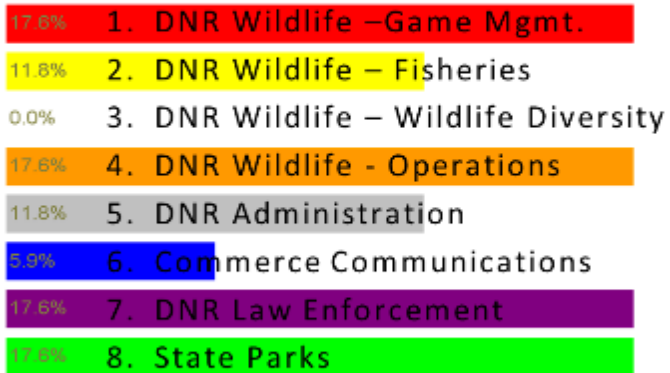 17.6% 1. DNR Wildlife –Game Mgmt.
11.8% 2. DNR Wildlife – Fisheries
0.0% 3. DNR Wildlife – Wildlife Diversity
17.6% 4. DNR Wildlife - Operations
11.8% 5. DNR Administration
5.9% 6. Commerce Communications
17.6% 7. DNR Law Enforcement
17.6% 8. State Parks